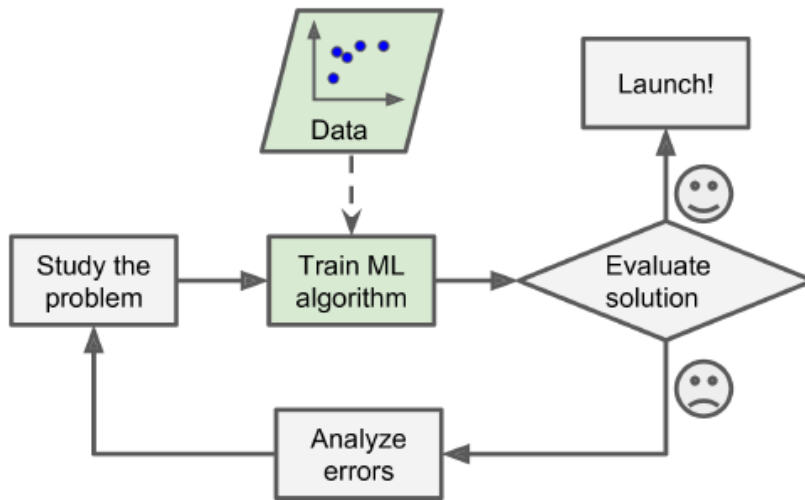 Data
Launch!
Study the
problem
Train ML
algorithm
Evaluate
solution
Analyze
errors